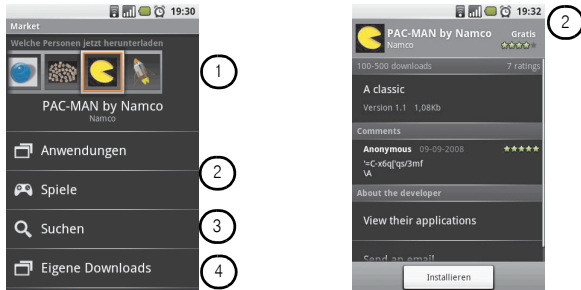 19:30
Market
Welche Personen jetzt herunterladen
PAC-MAN by Namco
Namco
Anwendungen
Spiele
Suchen
Eigene Downloads
1
2
3
4
19:32
2
PAC-MAN by Namco Gratis
Namco
100-500 downloads 7 ratings
A classic
Version 1.1 1,08Kb
Comments
Anonymous 09-09-2008
'=C-x6q['qs/3mf
\A
About the developer
View their applications
Send an email
Installieren